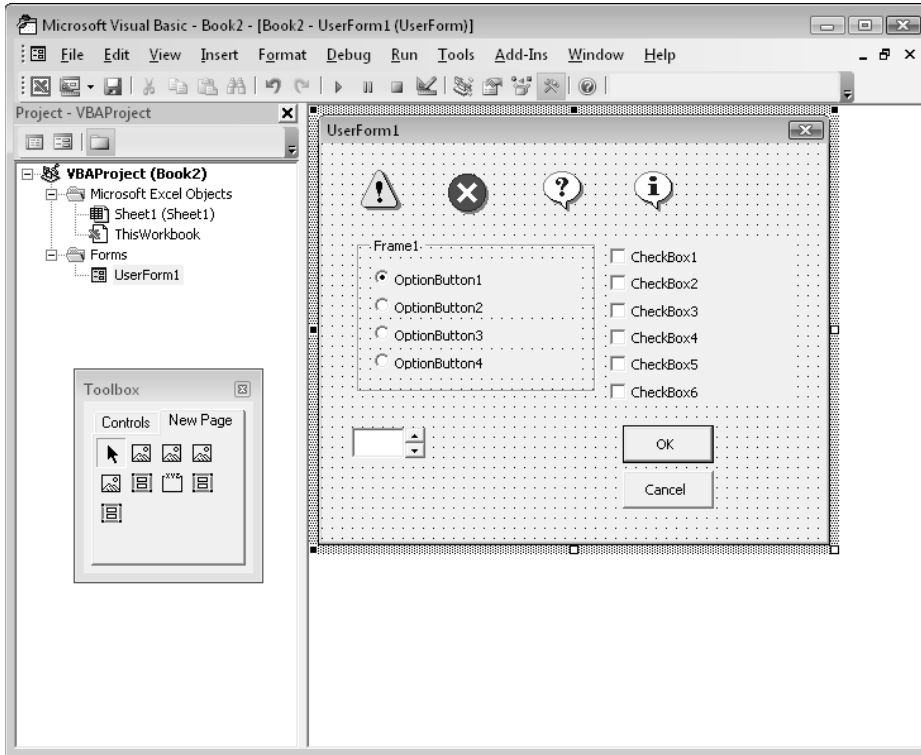 Microsoft Visual Basic - Book2 - [Book2 - UserForm1 (UserForm)]
File Edit View Insert Format Debug Run Tools Add-Ins Window Help
Project - VBAProject
VBAProject (Book2)
Microsoft Excel Objects
Sheet1 (Sheet1)
ThisWorkbook
Forms
UserForm1
Toolbox
Controls New Page
XYZ
UserForm1
Frame1
OptionButton1
OptionButton2
OptionButton3
OptionButton4
CheckBox1
CheckBox2
CheckBox3
CheckBox4
CheckBox5
CheckBox6
OK
Cancel